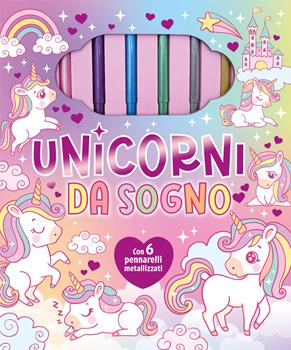 UNICORNI
DA SOGNO
Con 6
pennarelli
metallizzati